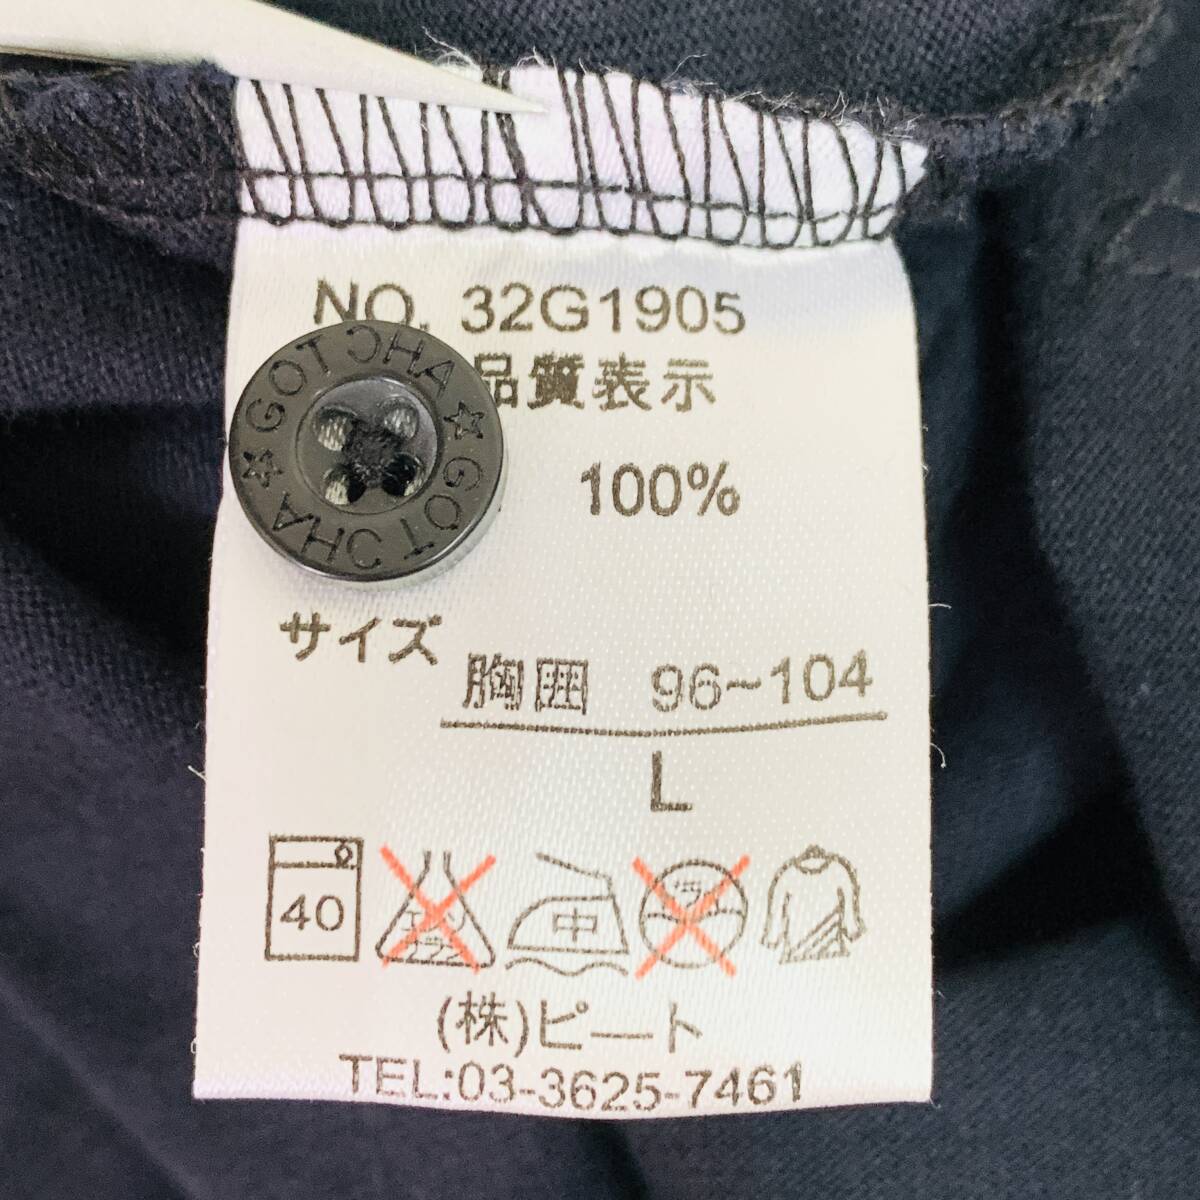 NO. 32G1905
品質表示
GOTCHA ☆ GOTCHA ☆
100%
サイズ
胸囲 96~104
L
40 中
(株)ピート
TEL:03-3625-7461